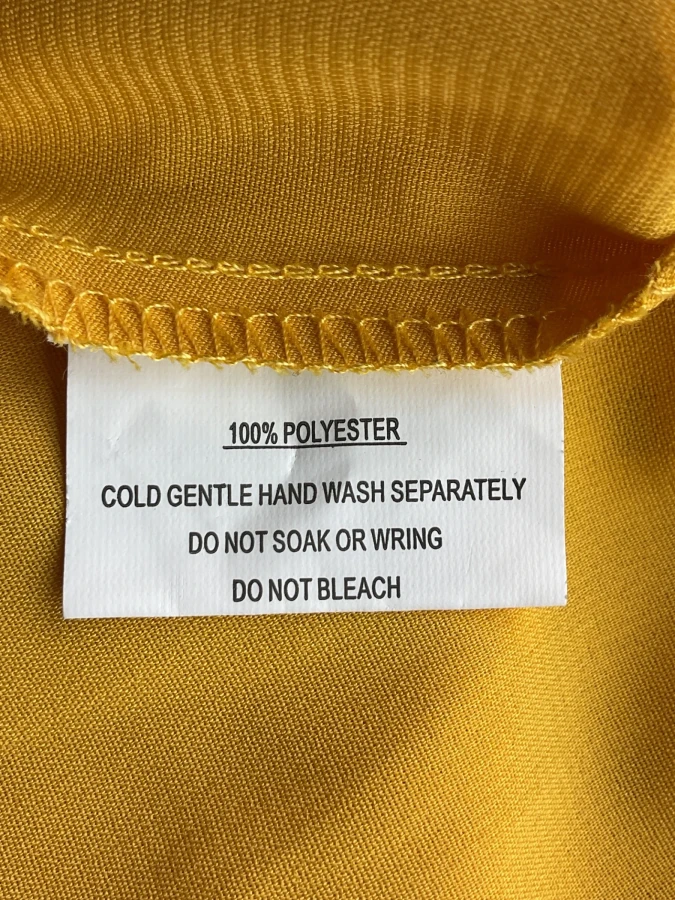 100% POLYESTER
COLD GENTLE HAND WASH SEPARATELY
DO NOT SOAK OR WRING
DO NOT BLEACH